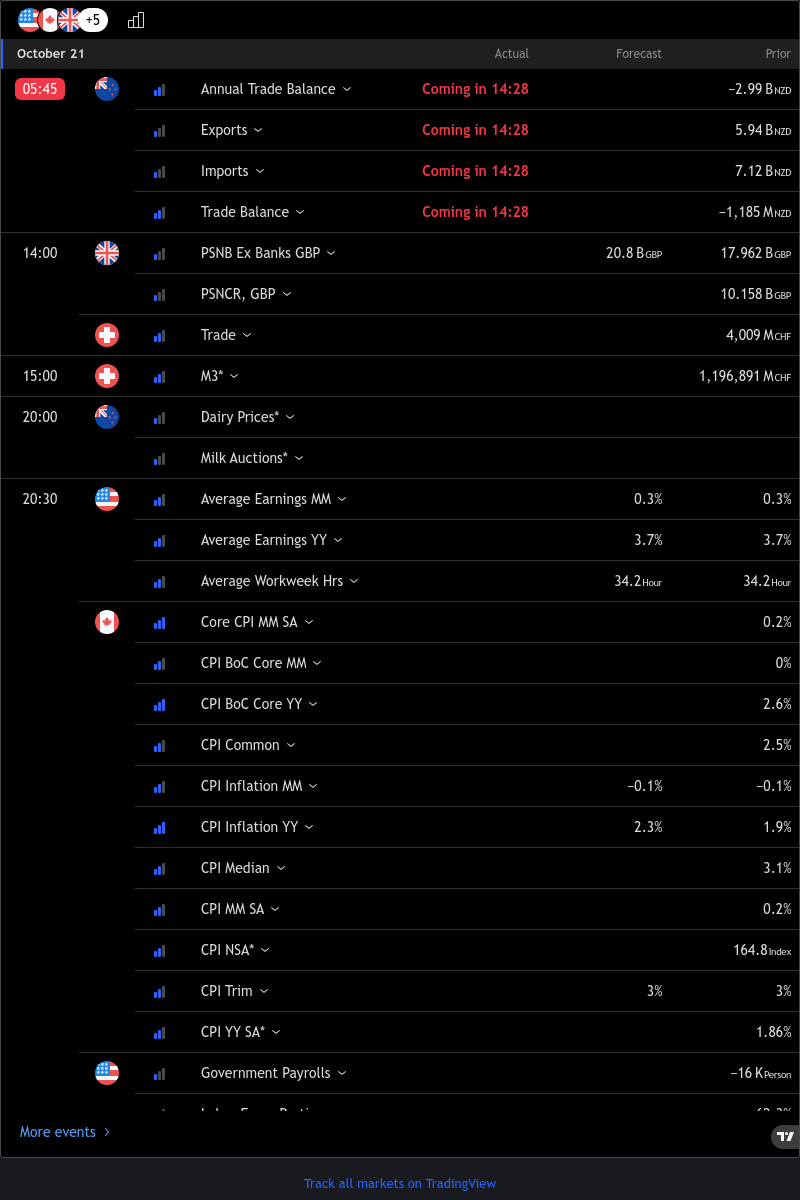 +5
October 21 Actual Forecast Prior
05:45 Annual Trade Balance Coming in 14:28 −2.99 B NZD
Exports Coming in 14:28 5.94 B NZD
Imports Coming in 14:28 7.12 B NZD
Trade Balance Coming in 14:28 −1,185 M NZD
14:00 PSNB Ex Banks GBP 20.8 B GBP 17.962 B GBP
PSNCR, GBP 10.158 B GBP
Trade 4,009 M CHF
15:00 M3* 1,196,891 M CHF
20:00 Dairy Prices*
Milk Auctions*
20:30 Average Earnings MM 0.3% 0.3%
Average Earnings YY 3.7% 3.7%
Average Workweek Hrs 34.2 Hour 34.2 Hour
Core CPI MM SA 0.2%
CPI BoC Core MM 0%
CPI BoC Core YY 2.6%
CPI Common 2.5%
CPI Inflation MM −0.1% −0.1%
CPI Inflation YY 2.3% 1.9%
CPI Median 3.1%
CPI MM SA 0.2%
CPI NSA* 164.8 Index
CPI Trim 3% 3%
CPI YY SA* 1.86%
Government Payrolls −16 K Person
More events
Track all markets on TradingView